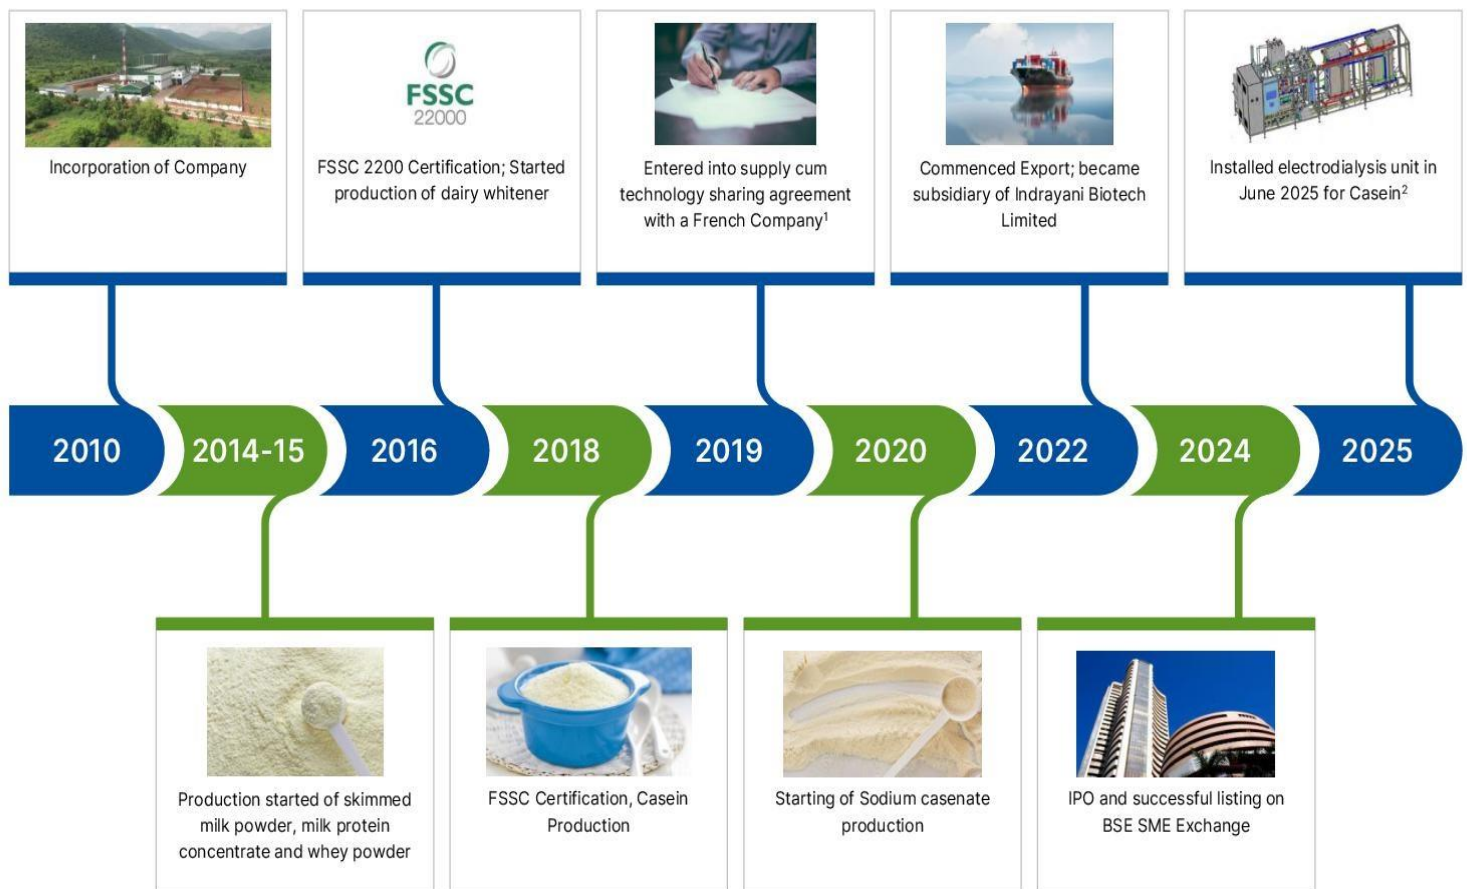 Incorporation of Company
FSSC
22000
FSSC 2200 Certification; Started
production of dairy whitener
Entered into supply cum
technology sharing agreement
with a French Company¹
Commenced Export; became
subsidiary of Indrayani Biotech
Limited
Installed electrodialysis unit in
June 2025 for Casein²
2010
2014-15
2016
2018
2019
2020
2022
2024
2025
Production started of skimmed
milk powder, milk protein
concentrate and whey powder
FSSC Certification, Casein
Production
Starting of Sodium casenate
production
IPO and successful listing on
BSE SME Exchange